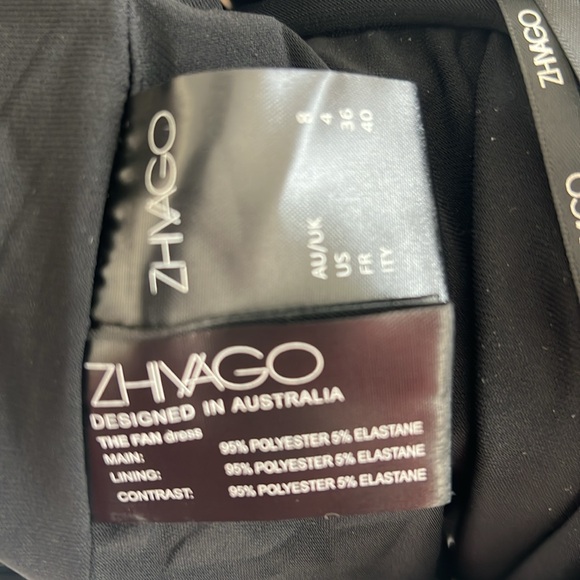 ZHIVAGO
AU/UK 8
US 4
FR 36
ITY 40
ZHIVAGO
DESIGNED IN AUSTRALIA
THE FAN dress
MAIN: 95% POLYESTER 5% ELASTANE
LINING: 95% POLYESTER 5% ELASTANE
CONTRAST: 95% POLYESTER 5% ELASTANE
ZHIVAGO